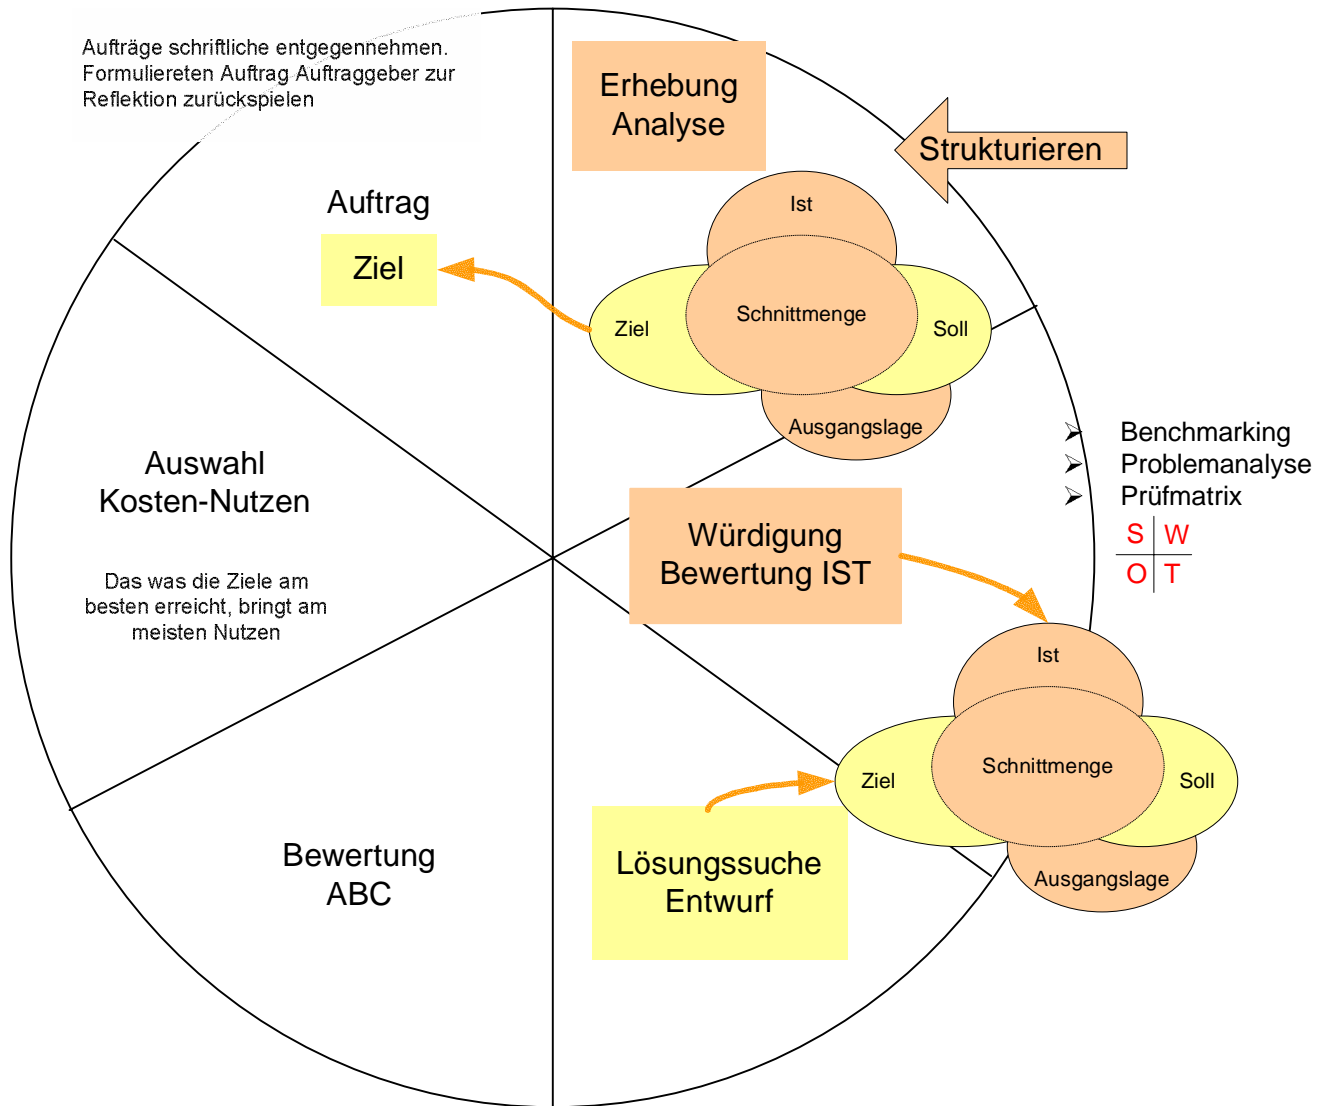 Aufträge schriftliche entgegennehmen.
Formuliereten Auftrag Auftraggeber zur
Reflektion zurückspielen
Erhebung
Analyse
Strukturieren
Auftrag
Ziel
Ist
Ziel
Schnittmenge
Soll
Ausgangslage
Benchmarking
Problemanalyse
Prüfmatrix
S W
O T
Auswahl
Kosten-Nutzen
Das was die Ziele am
besten erreicht, bringt am
meisten Nutzen
Würdigung
Bewertung IST
Ist
Ziel
Schnittmenge
Soll
Ausgangslage
Bewertung
ABC
Lösungssuche
Entwurf